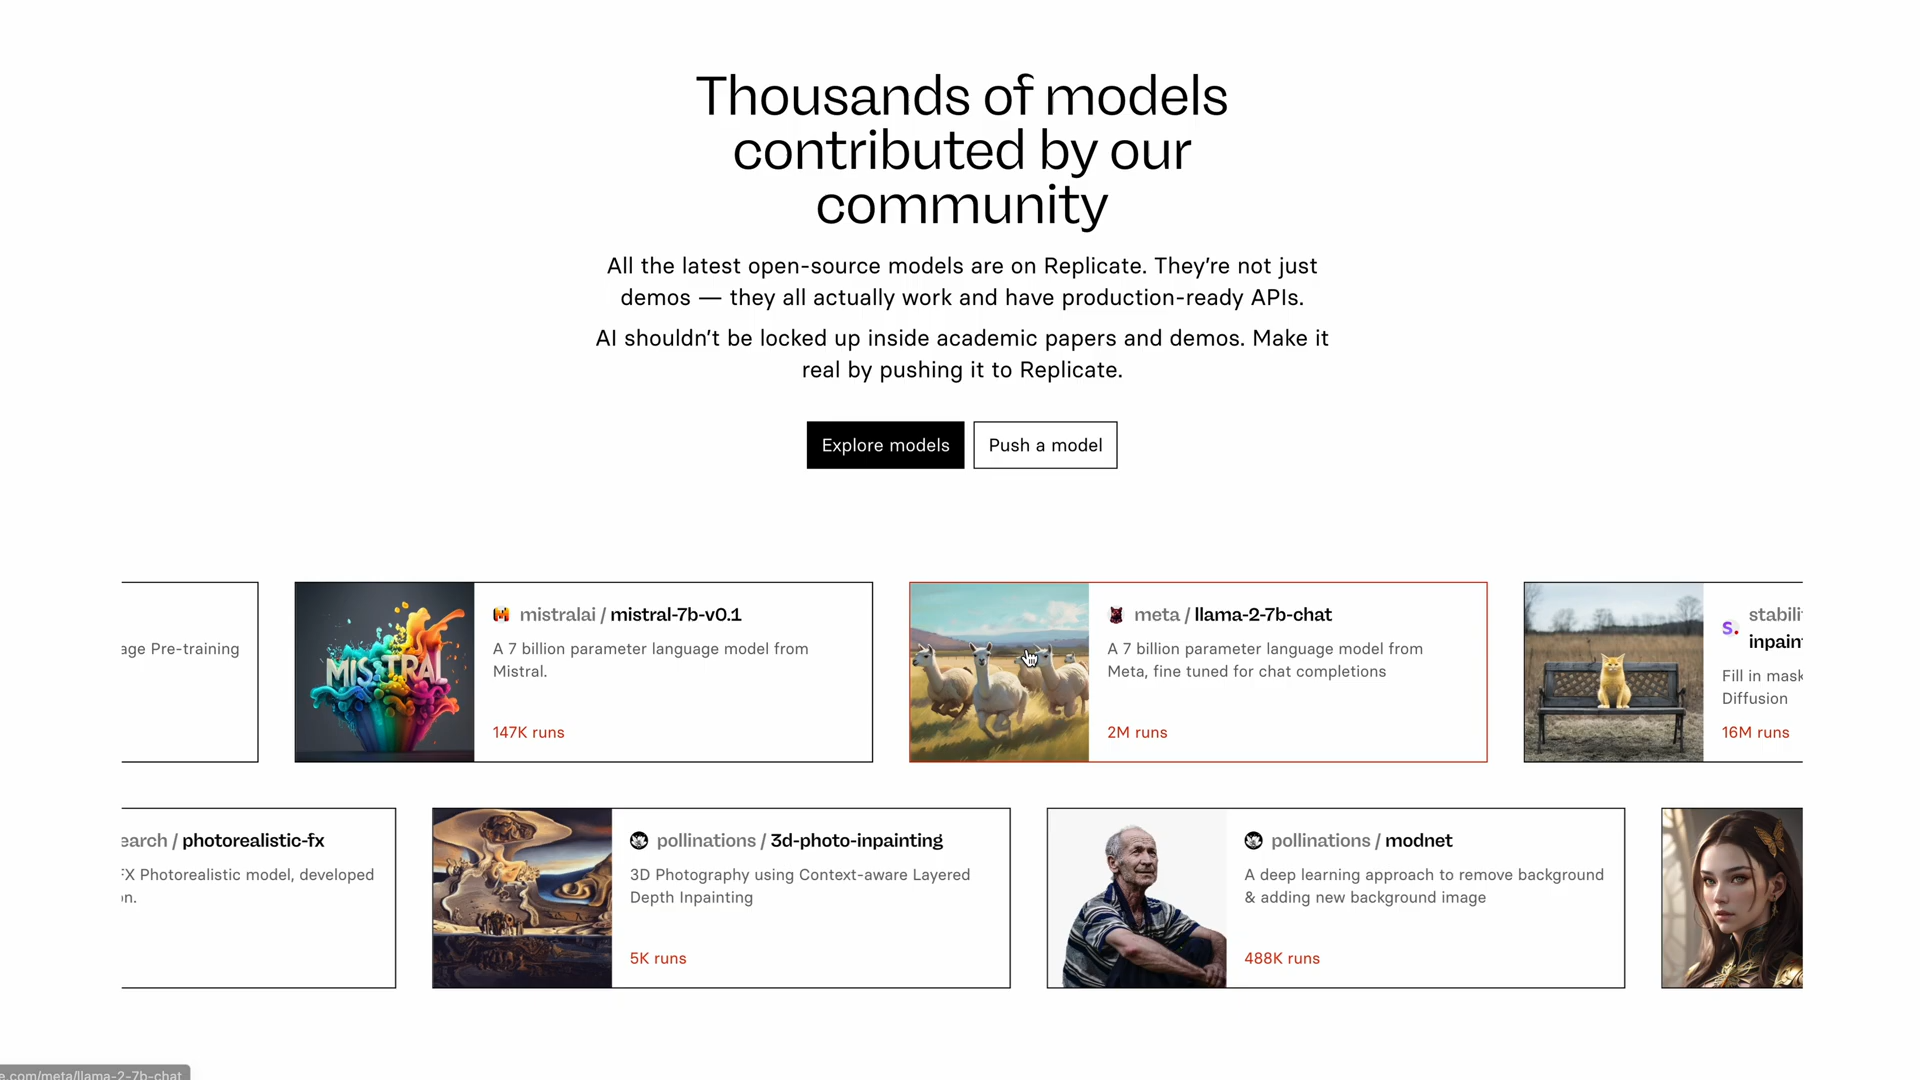 Thousands of models
contributed by our
community
All the latest open-source models are on Replicate. They’re not just
demos — they all actually work and have production-ready APIs.
AI shouldn’t be locked up inside academic papers and demos. Make it
real by pushing it to Replicate.
Explore models
Push a model
age Pre-training
MISTRAL
mistralai / mistral-7b-v0.1
A 7 billion parameter language model from
Mistral.
147K runs
meta / llama-2-7b-chat
A 7 billion parameter language model from
Meta, fine tuned for chat completions
2M runs
S.
stabili
inpain
Fill in mask
Diffusion
16M runs
earch / photorealistic-fx
FX Photorealistic model, developed
on.
pollinations / 3d-photo-inpainting
3D Photography using Context-aware Layered
Depth Inpainting
5K runs
pollinations / modnet
A deep learning approach to remove background
& adding new background image
488K runs
e.com/meta/llama-2-7b-chat